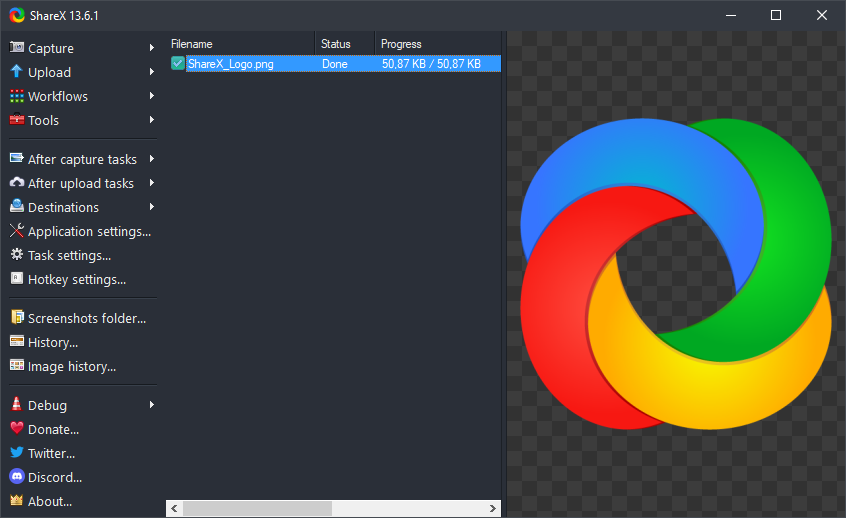 ShareX 13.6.1
Capture
Upload
Workflows
Tools
After capture tasks
After upload tasks
Destinations
Application settings...
Task settings...
Hotkey settings...
Screenshots folder...
History...
Image history...
Debug
Donate...
Twitter...
Discord...
About...
Filename Status Progress
ShareX_Logo.png Done 50,87 KB / 50,87 KB